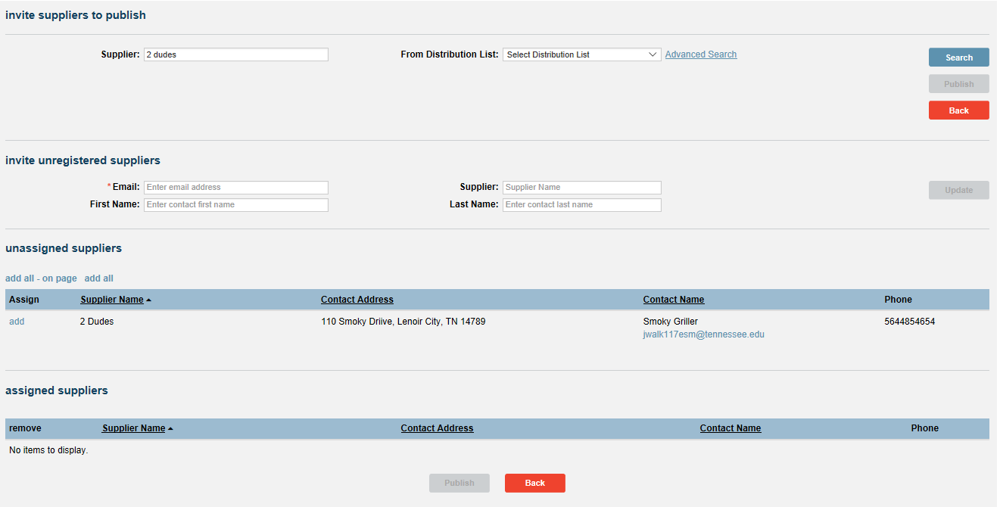 invite suppliers to publish
Supplier: 2 dudes From Distribution List: Select Distribution List Advanced Search
Search
Publish
Back
invite unregistered suppliers
*Email: Enter email address Supplier: Supplier Name
Update
First Name: Enter contact first name Last Name: Enter contact last name
unassigned suppliers
add all - on page add all
Assign Supplier Name Contact Address Contact Name Phone
add 2 Dudes 110 Smoky Driive, Lenoir City, TN 14789 Smoky Griller 5644854654
jwalk117esm@tennessee.edu
assigned suppliers
remove Supplier Name Contact Address Contact Name Phone
No items to display.
Publish Back